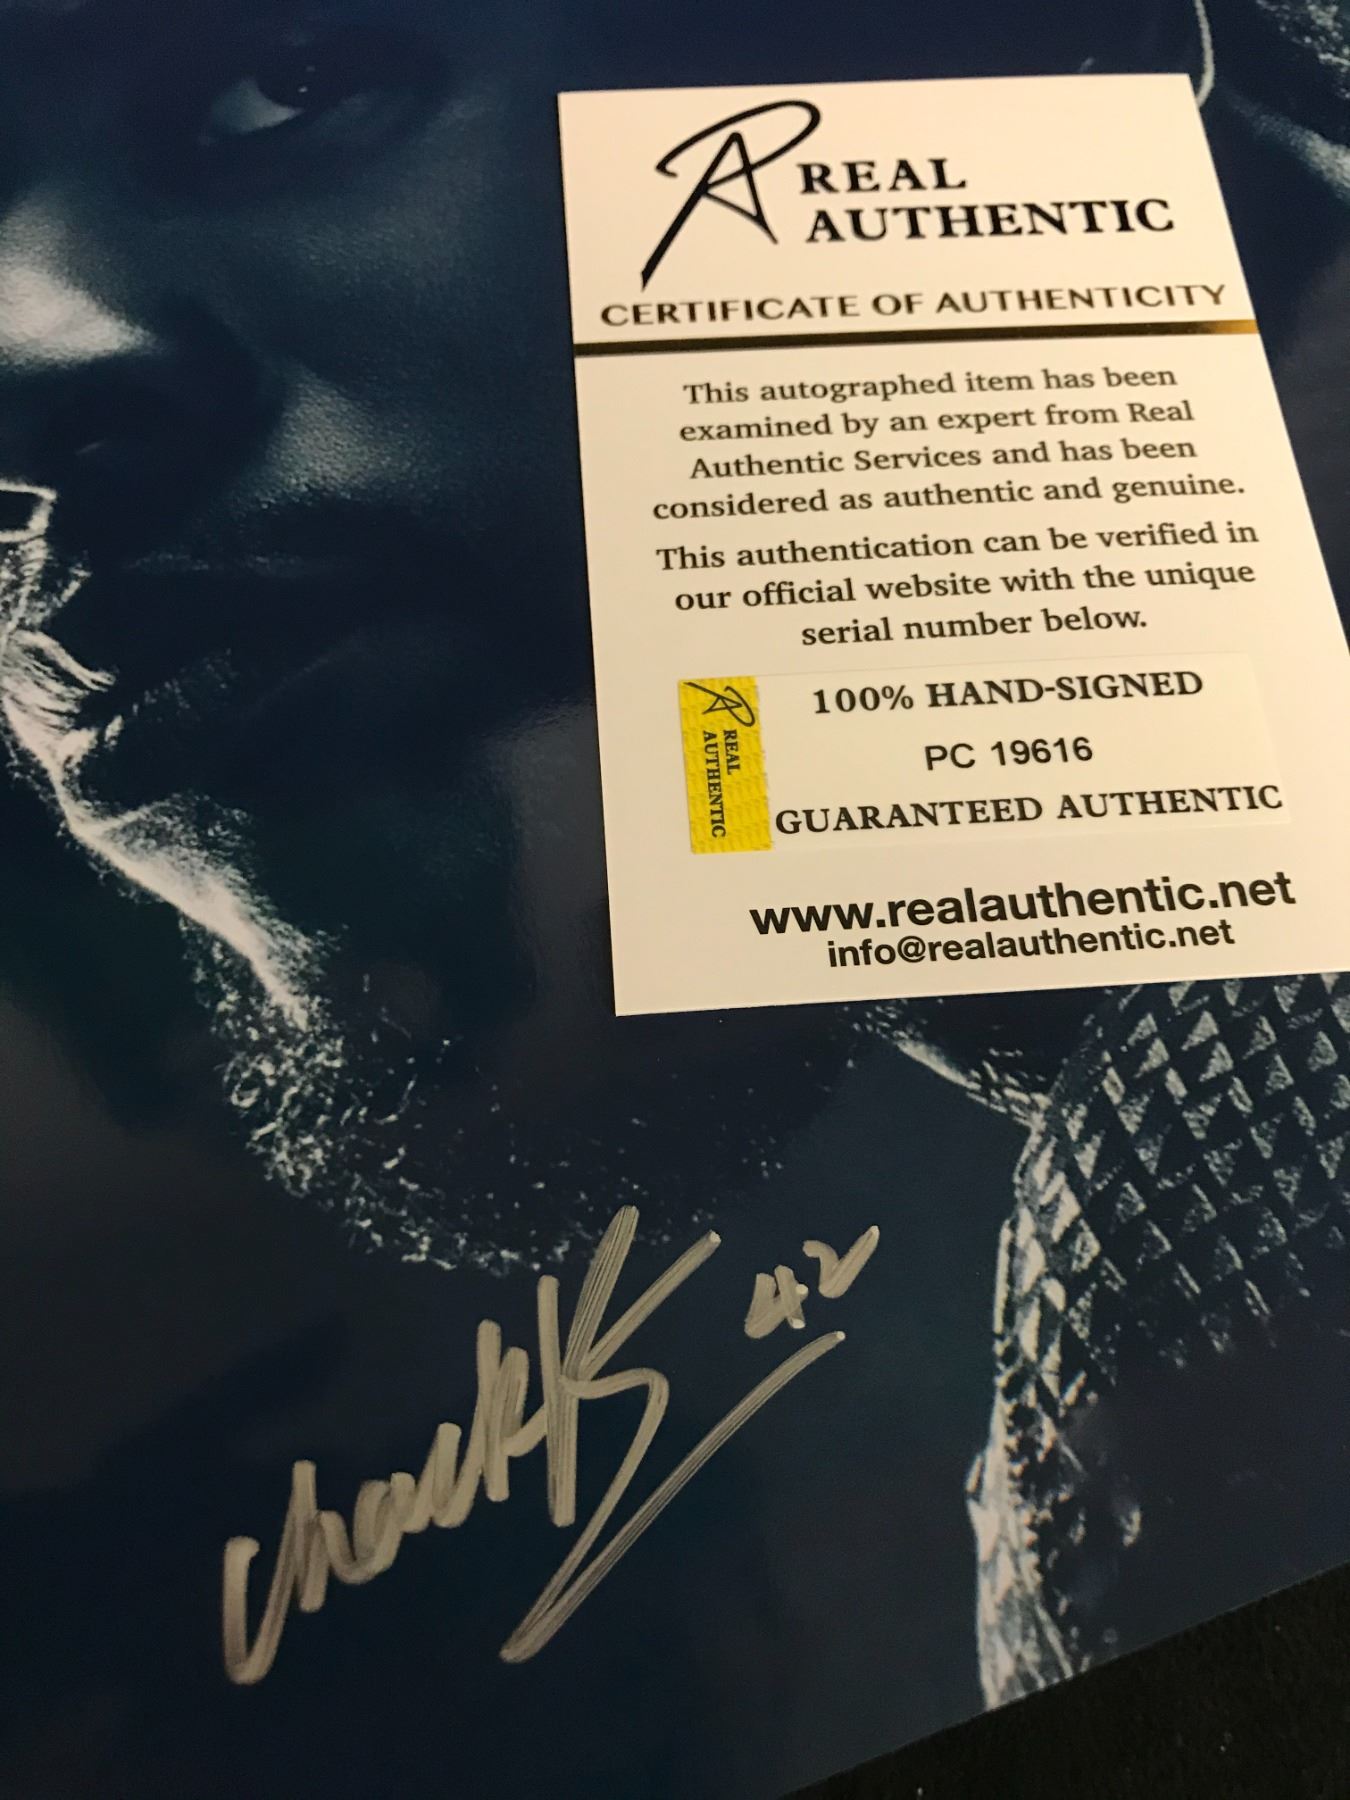 REAL
AUTHENTIC
CERTIFICATE OF AUTHENTICITY
This autographed item has been
examined by an expert from Real
Authentic Services and has been
considered as authentic and genuine.
This authentication can be verified in
our official website with the unique
serial number below.
REAL
AUTHENTIC
100% HAND-SIGNED
PC 19616
GUARANTEED AUTHENTIC
www.realauthentic.net
info@realauthentic.net
42